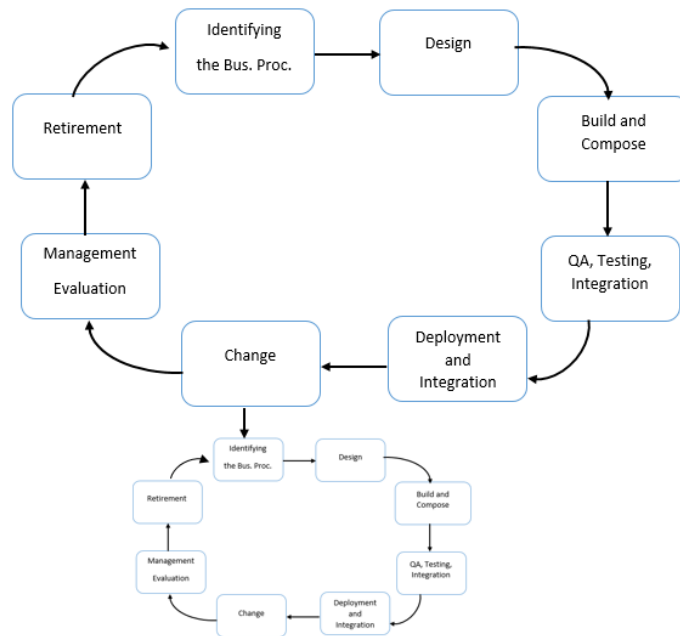 Identifying
the Bus. Proc.
Design
Build and
Compose
QA, Testing,
Integration
Deployment
and
Integration
Change
Management
Evaluation
Retirement
Identifying
the Bus. Proc.
Design
Build and
Compose
QA, Testing,
Integration
Deployment
and
Integration
Change
Management
Evaluation
Retirement